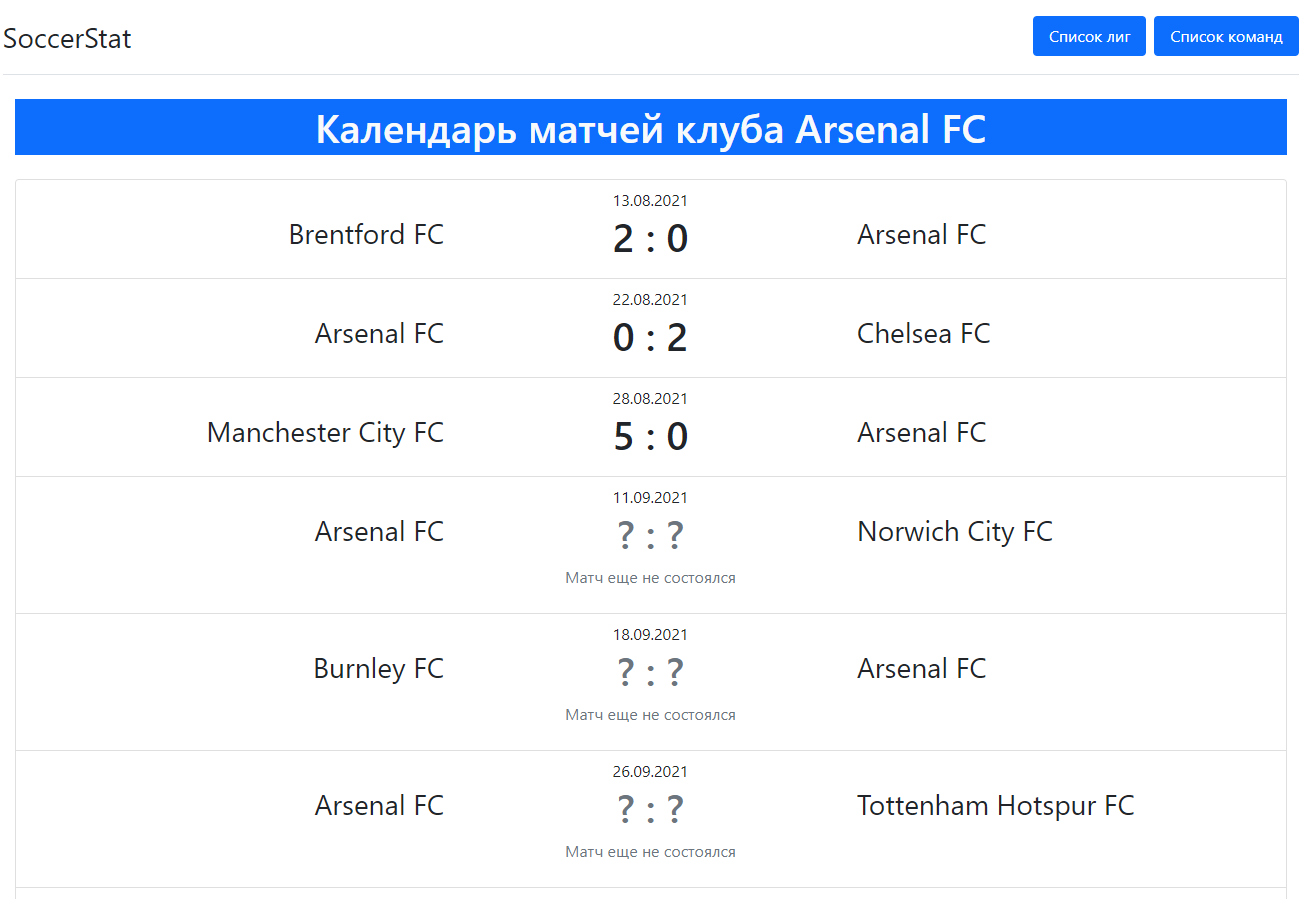 SoccerStat
Список лиг
Список команд
Календарь матчей клуба Arsenal FC
13.08.2021
Brentford FC 2 : 0 Arsenal FC
22.08.2021
Arsenal FC 0 : 2 Chelsea FC
28.08.2021
Manchester City FC 5 : 0 Arsenal FC
11.09.2021
Arsenal FC ? : ? Norwich City FC
Матч еще не состоялся
18.09.2021
Burnley FC ? : ? Arsenal FC
Матч еще не состоялся
26.09.2021
Arsenal FC ? : ? Tottenham Hotspur FC
Матч еще не состоялся